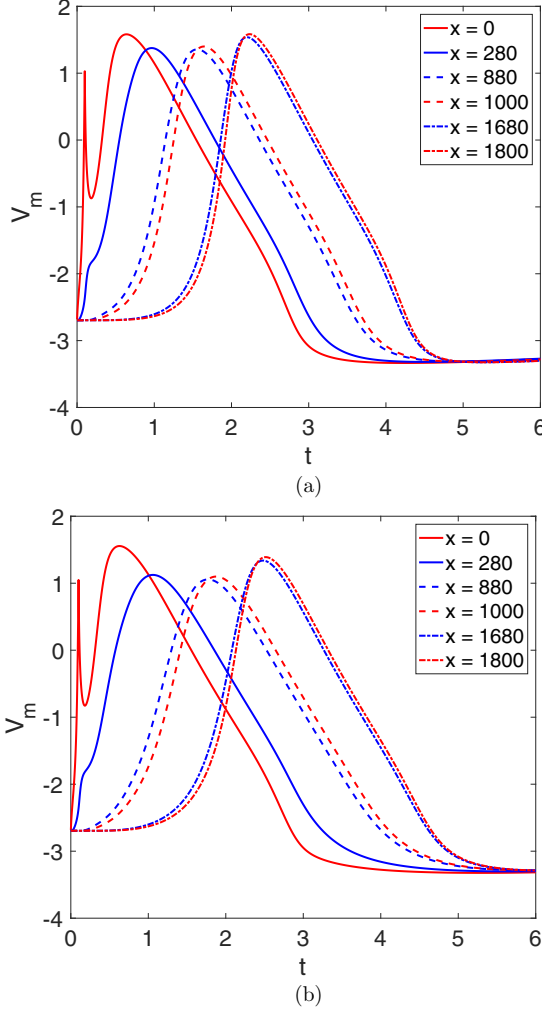 2
1
0
-1
-2
-3
-4
V_m
x = 0
x = 280
x = 880
x = 1000
x = 1680
x = 1800
0 1 2 3 4 5 6
t
(a)
2
1
0
-1
-2
-3
-4
V_m
x = 0
x = 280
x = 880
x = 1000
x = 1680
x = 1800
0 1 2 3 4 5 6
t
(b)